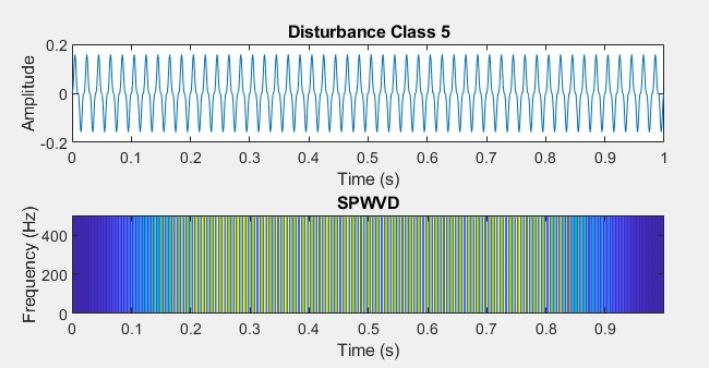 Disturbance Class 5
0.2
0
-0.2
Amplitude
0 0.1 0.2 0.3 0.4 0.5 0.6 0.7 0.8 0.9 1
Time (s)
SPWVD
400
200
0
Frequency (Hz)
0 0.1 0.2 0.3 0.4 0.5 0.6 0.7 0.8 0.9
Time (s)